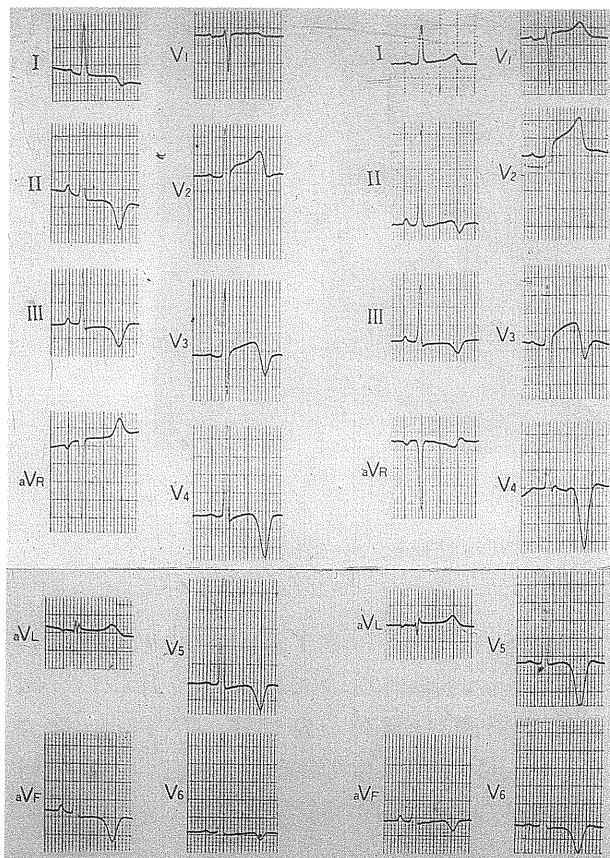 I V1 I V1
II V2 II V2
III V3 III V3
aVR V4 aVR V4
aVL V5 aVL V5
aVF V6 aVF V6